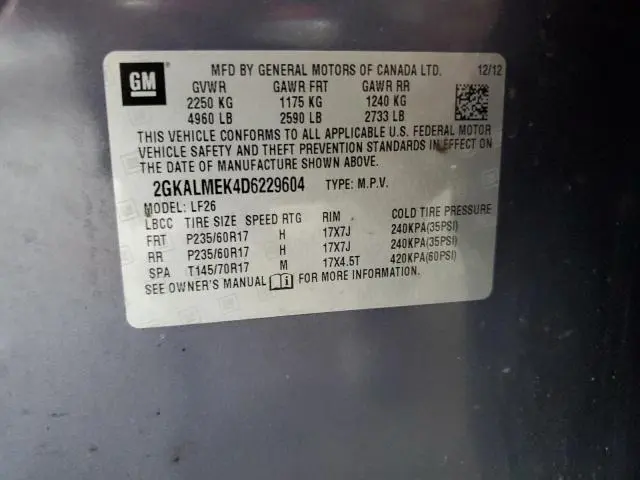 GM
MFD BY GENERAL MOTORS OF CANADA LTD. 12/12
GVWR GAWR FRT GAWR RR
2250 KG 1175 KG 1240 KG
4960 LB 2590 LB 2733 LB
THIS VEHICLE CONFORMS TO ALL APPLICABLE U.S. FEDERAL MOTOR
VEHICLE SAFETY AND THEFT PREVENTION STANDARDS IN EFFECT ON
THE DATE OF MANUFACTURE SHOWN ABOVE.
2GKALMEK4D6229604 TYPE: M.P.V.
MODEL: LF26
LBCC TIRE SIZE SPEED RTG RIM COLD TIRE PRESSURE
FRT P235/60R17 H 17X7J 240KPA(35PSI)
RR P235/60R17 H 17X7J 240KPA(35PSI)
SPA T145/70R17 M 17X4.5T 420KPA(60PSI)
SEE OWNER'S MANUAL FOR MORE INFORMATION.